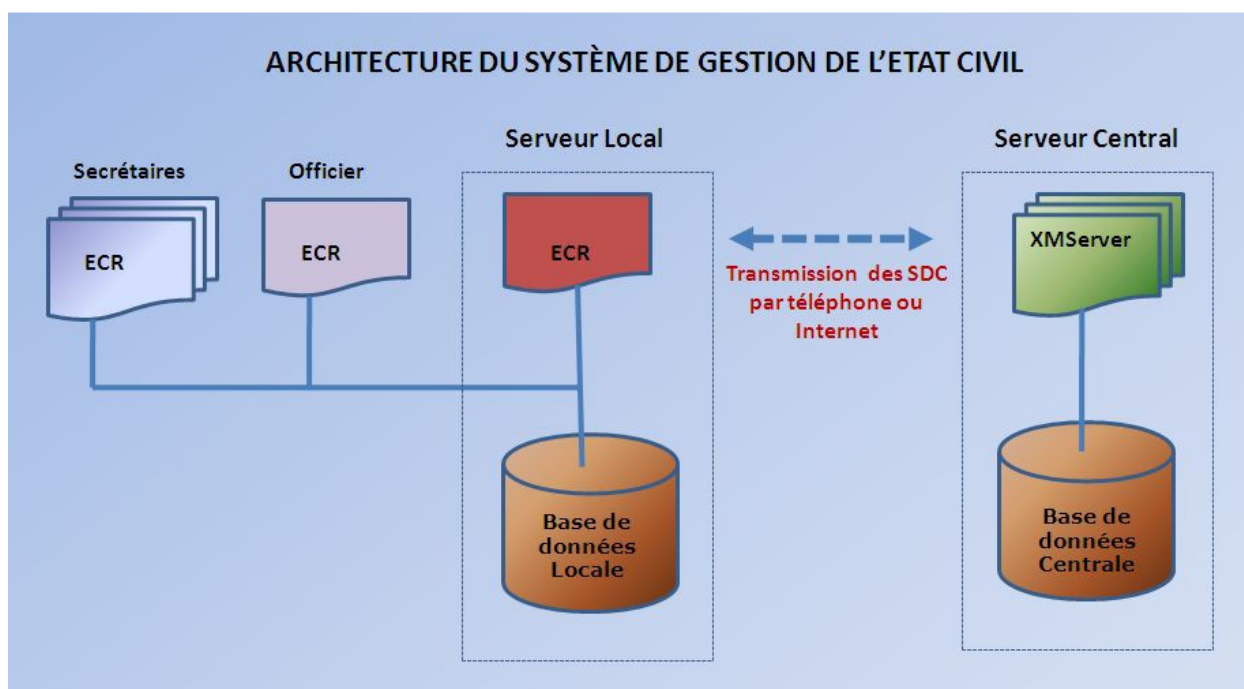 ARCHITECTURE DU SYSTÈME DE GESTION DE L'ETAT CIVIL
Serveur Local
Serveur Central
Secrétaires
Officier
ECR
ECR
ECR
XMServer
Transmission des SDC
par téléphone ou
Internet
Base de
données
Locale
Base de
données
Centrale